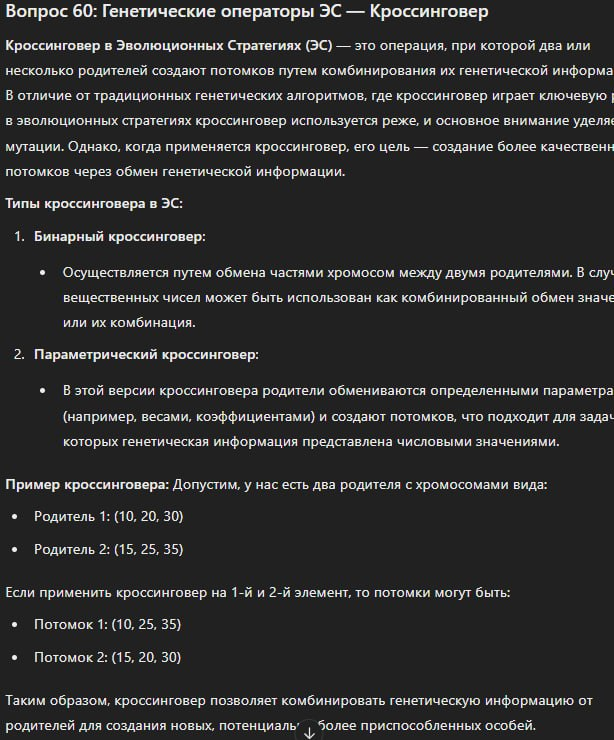 Вопрос 60: Генетические операторы ЭС — Кроссинговер
Кроссинговер в Эволюционных Стратегиях (ЭС) — это операция, при которой два или
несколько родителей создают потомков путем комбинирования их генетической информа
В отличие от традиционных генетических алгоритмов, где кроссинговер играет ключевую
в эволюционных стратегиях кроссинговер используется реже, и основное внимание уделяе
мутации. Однако, когда применяется кроссинговер, его цель — создание более качественн
потомков через обмен генетической информации.
Типы кроссинговера в ЭС:
1. Бинарный кроссинговер:
• Осуществляется путем обмена частями хромосом между двумя родителями. В случ
вещественных чисел может быть использован как комбинированный обмен значе
или их комбинация.
2. Параметрический кроссинговер:
• В этой версии кроссинговера родители обмениваются определенными параметра
(например, весами, коэффициентами) и создают потомков, что подходит для задач
которых генетическая информация представлена числовыми значениями.
Пример кроссинговера: Допустим, у нас есть два родителя с хромосомами вида:
• Родитель 1: (10, 20, 30)
• Родитель 2: (15, 25, 35)
Если применить кроссинговер на 1-й и 2-й элемент, то потомки могут быть:
• Потомок 1: (10, 25, 35)
• Потомок 2: (15, 20, 30)
Таким образом, кроссинговер позволяет комбинировать генетическую информацию от
родителей для создания новых, потенциаль более приспособленных особей.